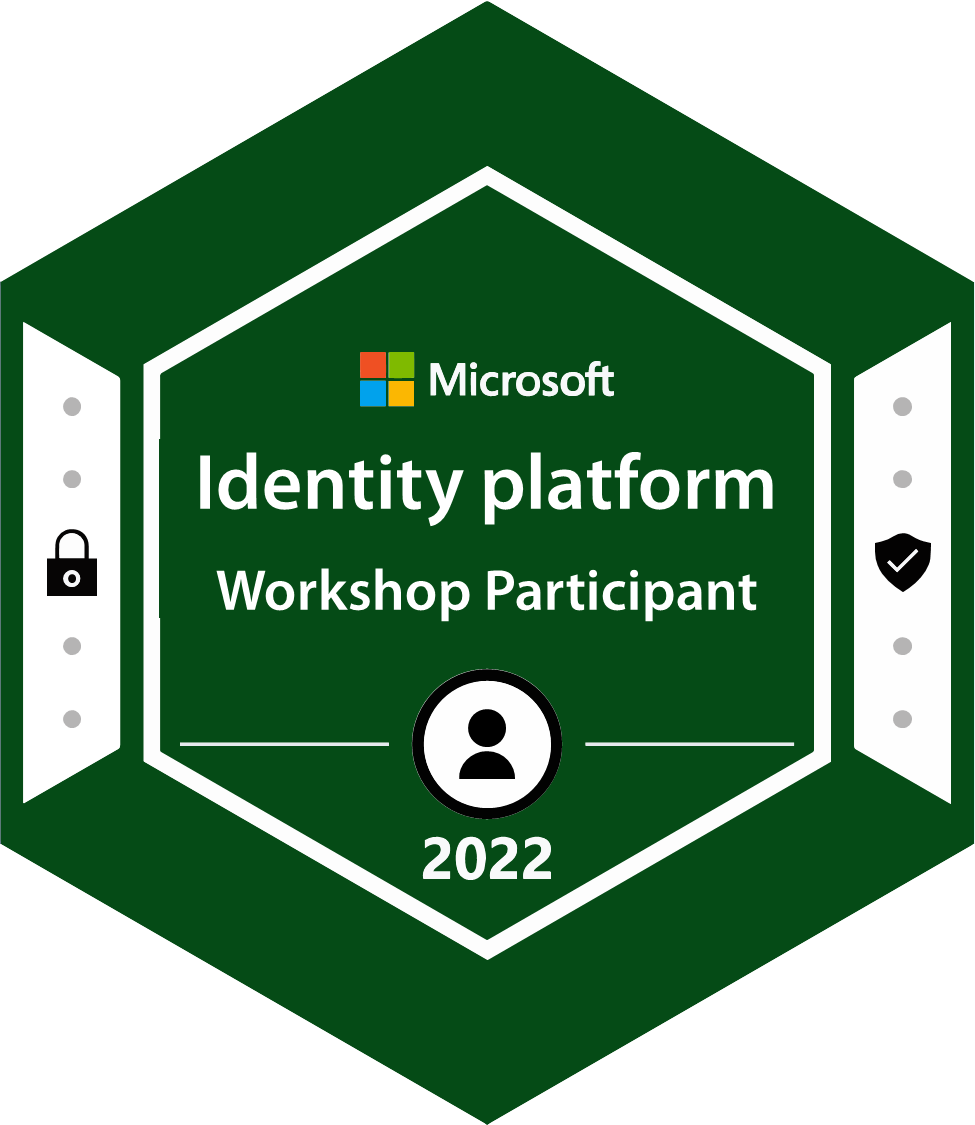 Microsoft
Identity platform
Workshop Participant
2022